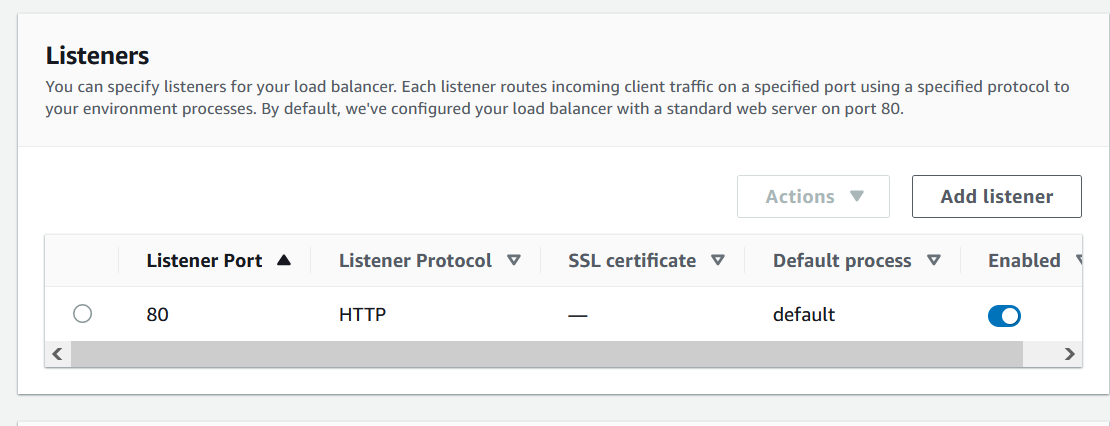 Listeners
You can specify listeners for your load balancer. Each listener routes incoming client traffic on a specified port using a specified protocol to
your environment processes. By default, we've configured your load balancer with a standard web server on port 80.
Actions Add listener
Listener Port Listener Protocol SSL certificate Default process Enabled
80 HTTP — default